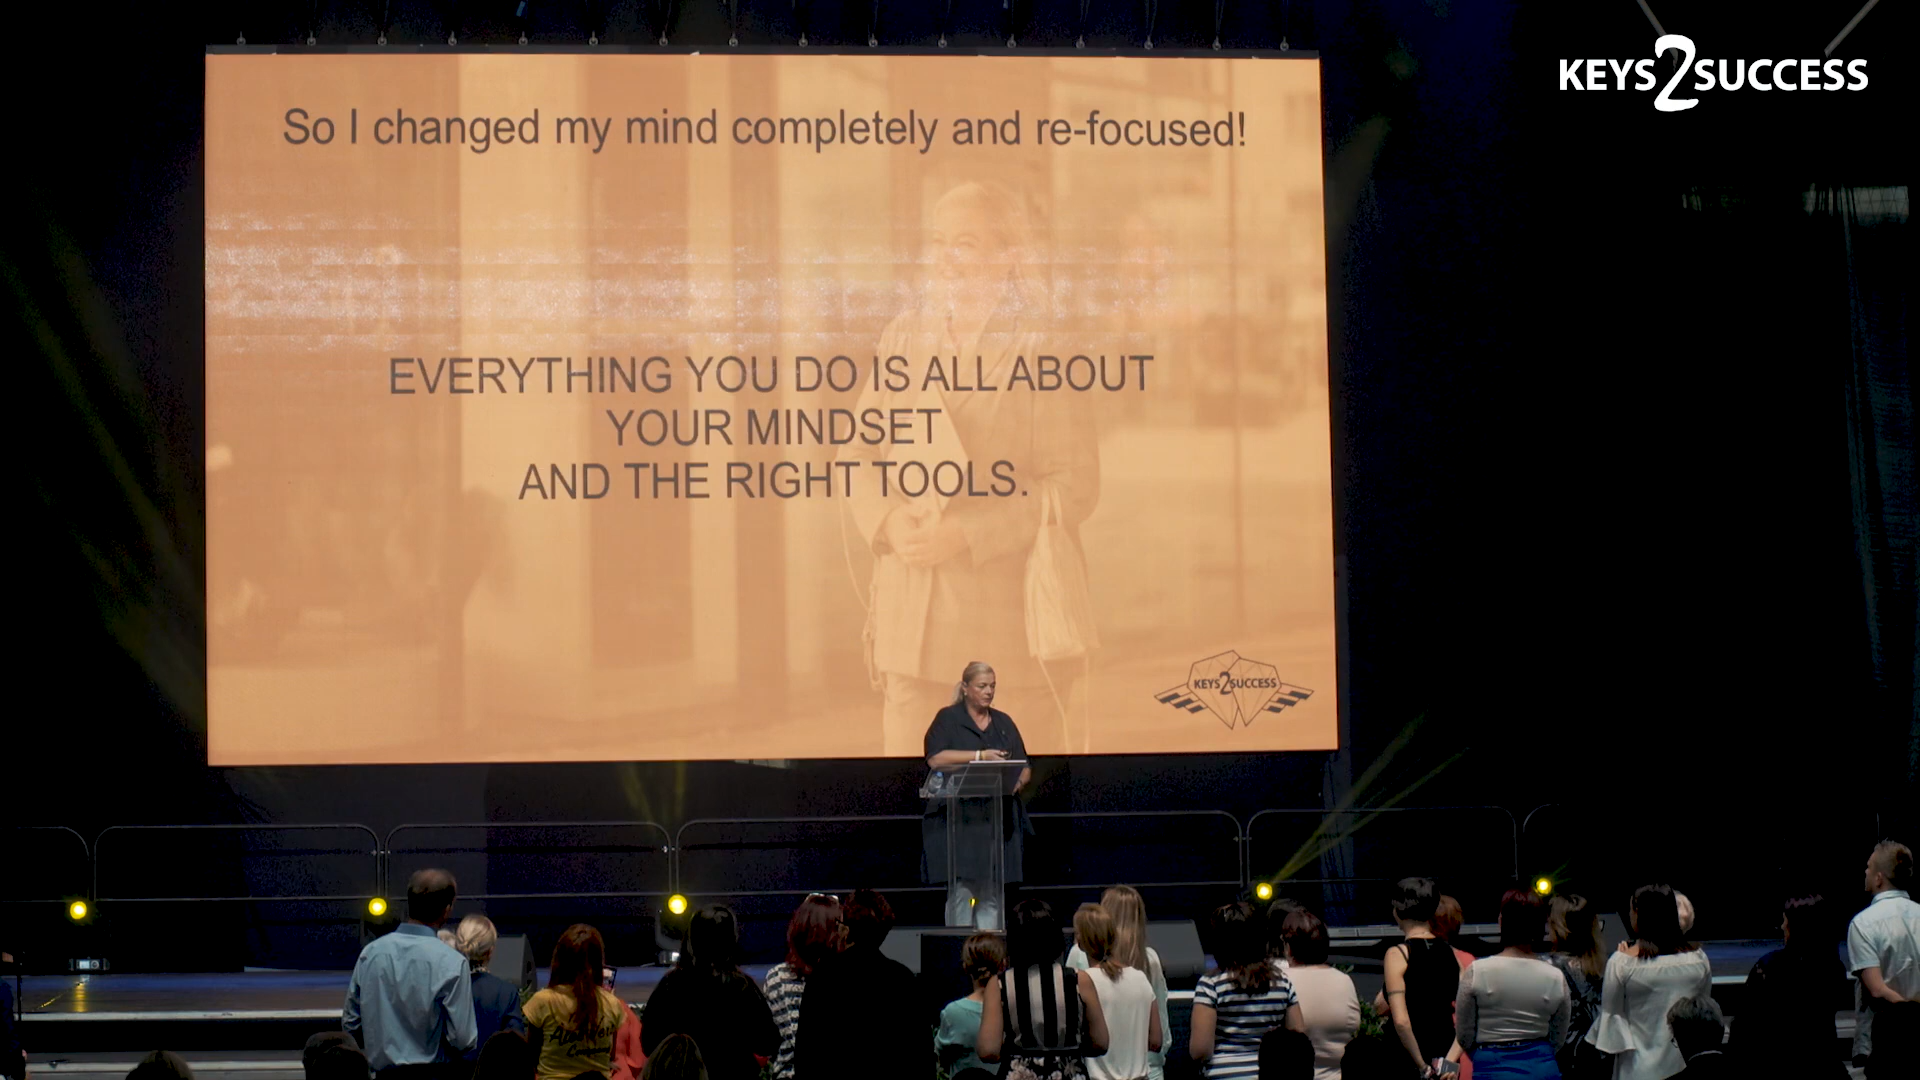 KEYS2SUCCESS
So I changed my mind completely and re-focused!
EVERYTHING YOU DO IS ALL ABOUT
YOUR MINDSET
AND THE RIGHT TOOLS.
KEYS2SUCCESS